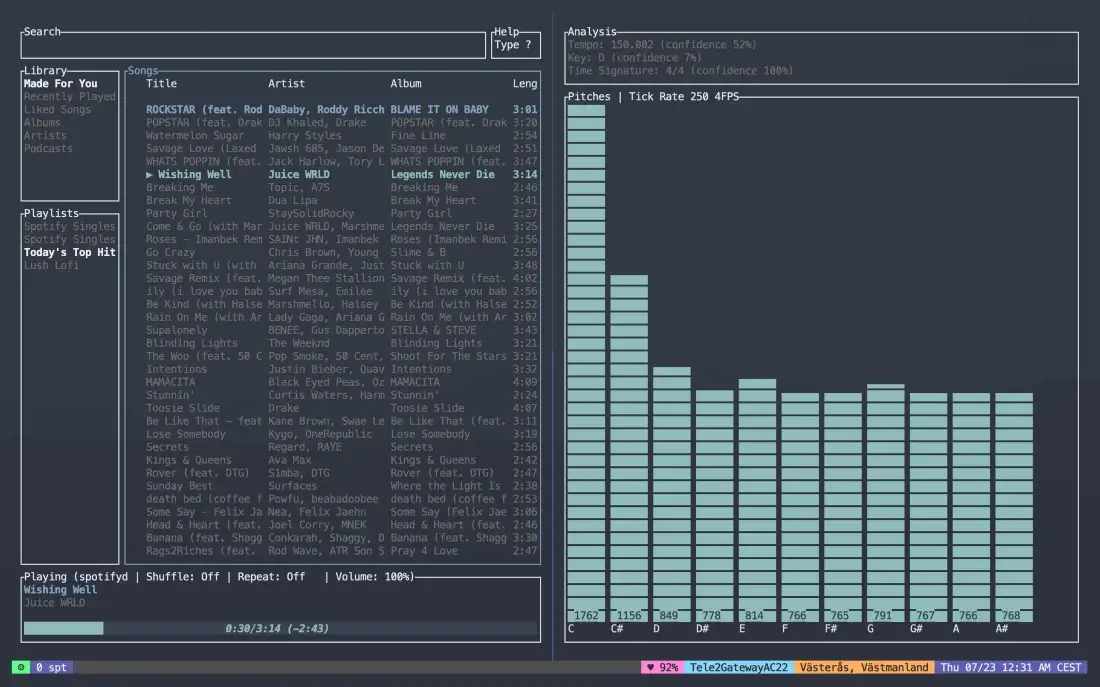 Search
Help
Type ?
Library
Made For You
Recently Played
Liked Songs
Albums
Artists
Podcasts
Playlists
Spotify Singles
Spotify Singles
Today's Top Hit
Lush Lofi
Songs
Title Artist Album Leng
ROCKSTAR (feat. Rod DaBaby, Roddy Ricch BLAME IT ON BABY 3:01
POPSTAR (feat. Drak DJ Khaled, Drake POPSTAR (feat. Drak 3:20
Watermelon Sugar Harry Styles Fine Line 2:54
Savage Love (Laxed Jawsh 685, Jason De Savage Love (Laxed 2:51
WHATS POPPIN (feat. Jack Harlow, Tory L WHATS POPPIN (feat. 3:47
▶ Wishing Well Juice WRLD Legends Never Die 3:14
Breaking Me Topic, A7S Breaking Me 2:46
Break My Heart Dua Lipa Break My Heart 3:41
Party Girl StaySolidRocky Party Girl 2:27
Come & Go (with Mar Juice WRLD, Marshme Legends Never Die 3:25
Roses - Imanbek Rem SAINt JHN, Imanbek Roses (Imanbek Remi 2:56
Go Crazy Chris Brown, Young Slime & B 2:56
Stuck with U (with Ariana Grande, Just Stuck with U 3:48
Savage Remix (feat. Megan Thee Stallion Savage Remix (feat. 4:02
ily (i love you bab Surf Mesa, Emilee ily (i love you bab 2:56
Be Kind (with Halse Marshmello, Halsey Be Kind (with Halse 2:52
Rain On Me (with Ar Lady Gaga, Ariana G Rain On Me (with Ar 3:02
Supalonely BENEE, Gus Dapperto STELLA & STEVE 3:43
Blinding Lights The Weeknd Blinding Lights 3:21
The Woo (feat. 50 C Pop Smoke, 50 Cent, Shoot For The Stars 3:21
Intentions Justin Bieber, Quav Intentions 3:32
MAMACITA Black Eyed Peas, Oz MAMACITA 4:09
Stunnin' Curtis Waters, Harm Stunnin' 2:24
Toosie Slide Drake Toosie Slide 4:07
Be Like That - feat Kane Brown, Swae Le Be Like That (feat. 3:11
Lose Somebody Kygo, OneRepublic Lose Somebody 3:19
Secrets Regard, RAYE Secrets 2:56
Kings & Queens Ava Max Kings & Queens 2:42
Rover (feat. DTG) S1mba, DTG Rover (feat. DTG) 2:47
Sunday Best Surfaces Where the Light Is 2:38
death bed (coffee f Powfu, beabadoobee death bed (coffee f 2:53
Some Say - Felix Ja Nea, Felix Jaehn Some Say (Felix Jae 3:06
Head & Heart (feat. Joel Corry, MNEK Head & Heart (feat. 2:46
Banana (feat. Shagg Conkarah, Shaggy, D Banana (feat. Shagg 3:30
Rags2Riches (feat. Rod Wave, ATR Son S Pray 4 Love 2:47
Playing (spotifyd | Shuffle: Off | Repeat: Off | Volume: 100%)
Wishing Well
Juice WRLD
0:30/3:14 (-2:43)
Analysis
Tempo: 150.002 (confidence 52%)
Key: D (confidence 7%)
Time Signature: 4/4 (confidence 100%)
Pitches | Tick Rate 250 4FPS
1762 1156 849 778 814 766 765 791 767 766 768
C C# D D# E F F# G G# A A#
0 spt
♥ 92% Tele2GatewayAC22 Västerås, Västmanland Thu 07/23 12:31 AM CEST